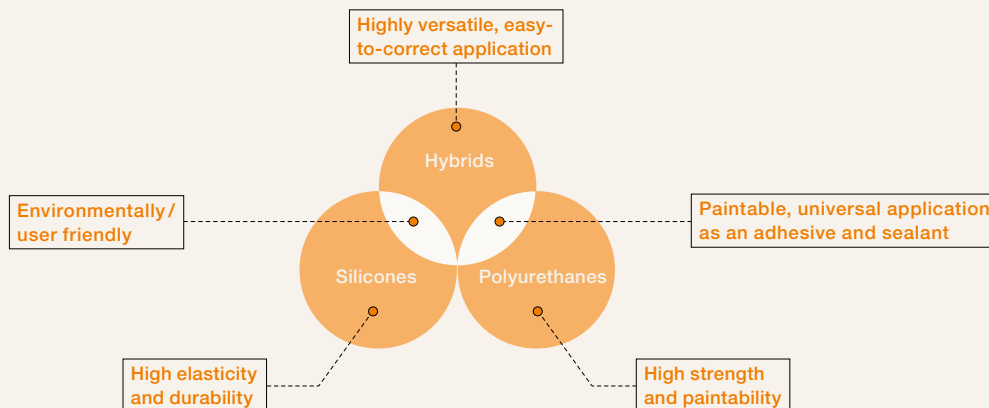 Highly versatile, easy-
to-correct application
Hybrids
Environmentally/
user friendly
Paintable, universal application
as an adhesive and sealant
Silicones
Polyurethanes
High elasticity
and durability
High strength
and paintability